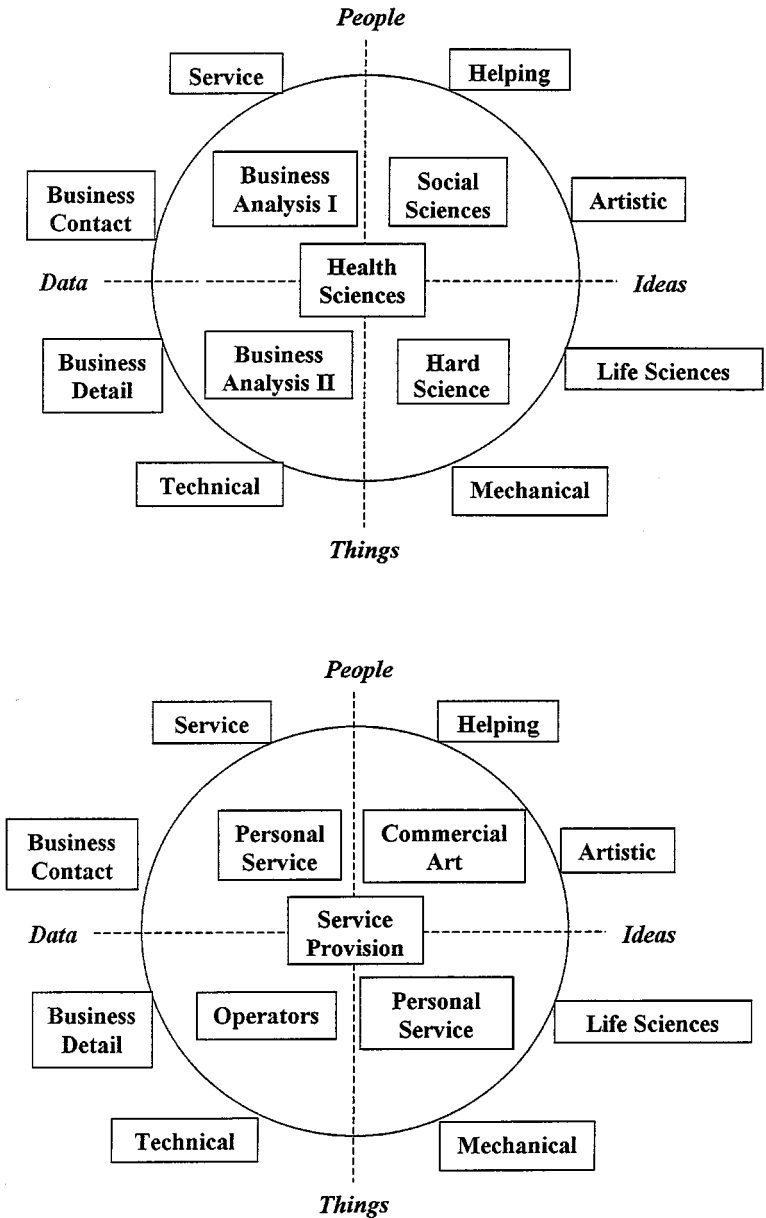 People
Service
Helping
Business
Analysis I
Social
Sciences
Business
Contact
Artistic
Health
Sciences
Data
Ideas
Business
Detail
Business
Analysis II
Hard
Science
Life Sciences
Technical
Mechanical
Things
People
Service
Helping
Personal
Service
Commercial
Art
Business
Contact
Artistic
Service
Provision
Data
Ideas
Business
Detail
Operators
Personal
Service
Life Sciences
Technical
Mechanical
Things